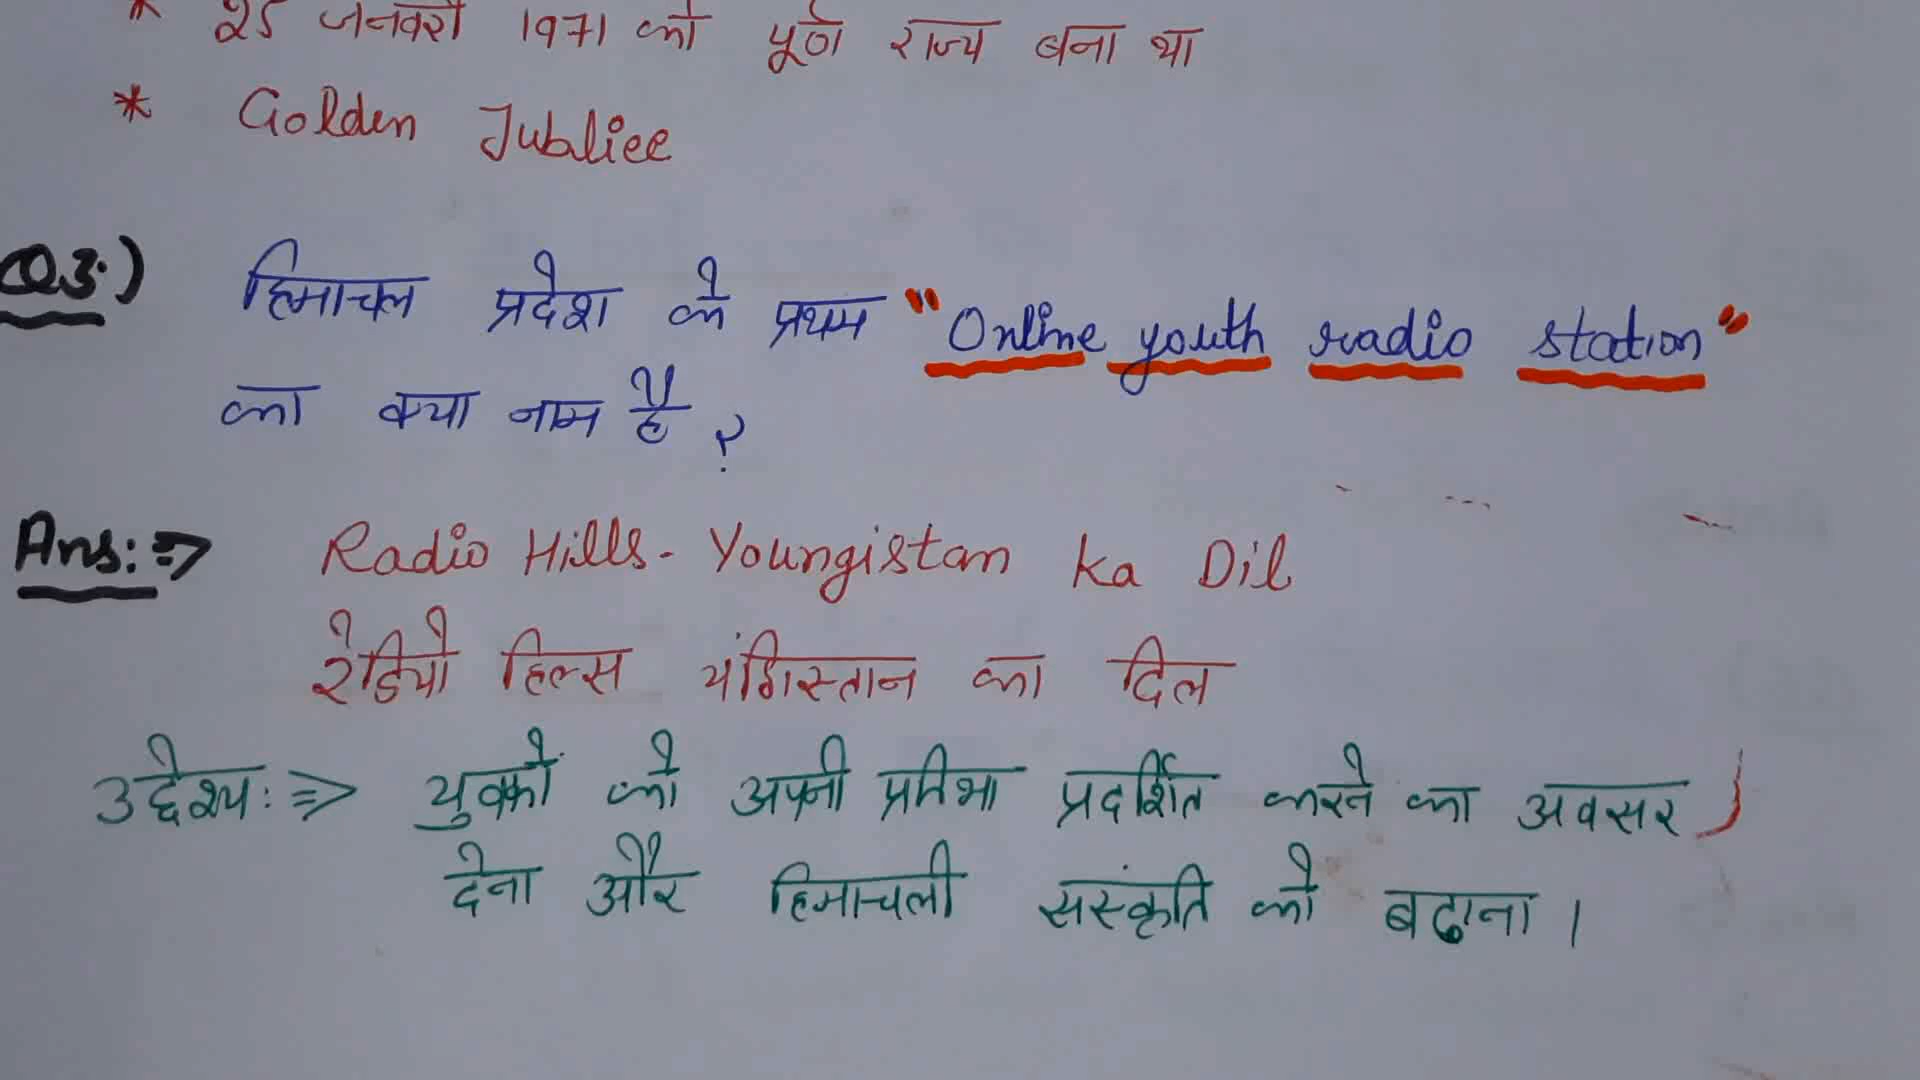 * 25 जनवरी 1971 को पूर्ण राज्य बना था
* Golden Jubliee
Q3.) हिमाचल प्रदेश के प्रथम "Online youth radio station"
का क्या नाम है ?
Ans:⇒ Radio Hills - Youngistan Ka Dil
रेडियो हिल्स यंगिस्तान का दिल
उद्देश्य:⇒ युवकों को अपनी प्रतिभा प्रदर्शित करने का अवसर
देना और हिमाचली संस्कृति को बढाना ।